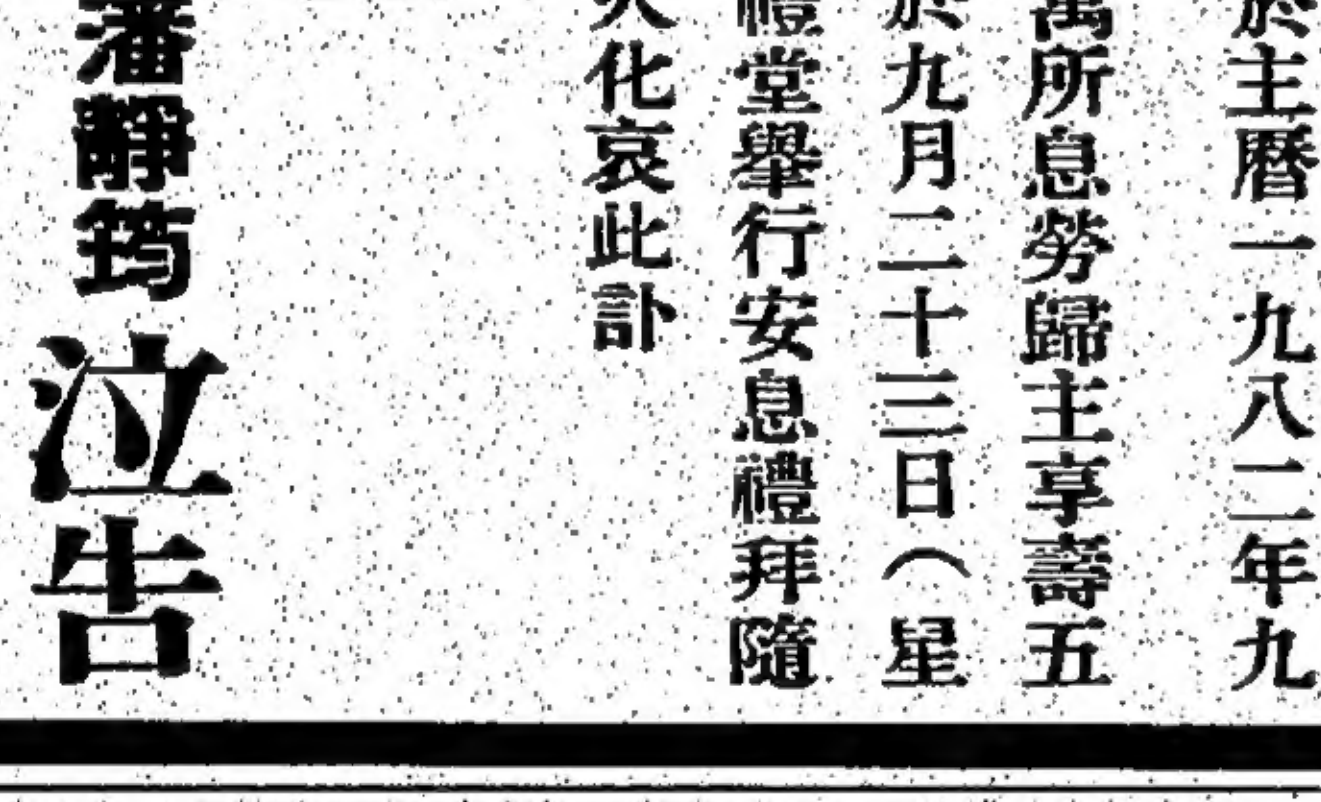 於主曆一九八二年九
萬所息勞歸主享壽五
於九月二十三日（星
禮堂舉行安息禮拜隨
火化哀此訃
潘靜筠 泣告